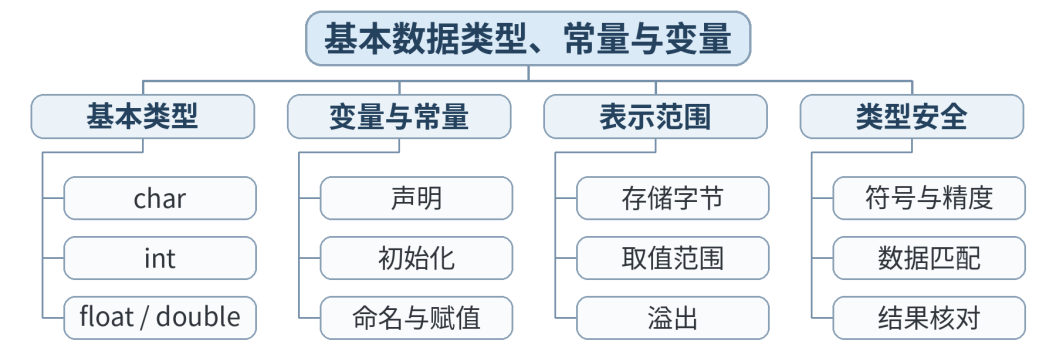 基本数据类型、常量与变量
基本类型
变量与常量
表示范围
类型安全
char
声明
存储字节
符号与精度
int
初始化
取值范围
数据匹配
float / double
命名与赋值
溢出
结果核对